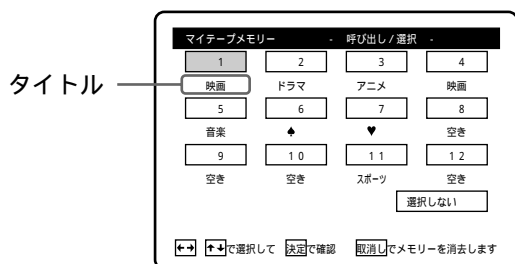 マイテープメモリー - 呼び出し / 選択 -
1 2 3 4
タイトル 映画 ドラマ アニメ 映画
5 6 7 8
音楽 ♠ ♥ 空き
9 10 11 12
空き 空き スポーツ 空き
選択しない
←→ ↑↓で選択して 決定で確認 取消しでメモリーを消去します